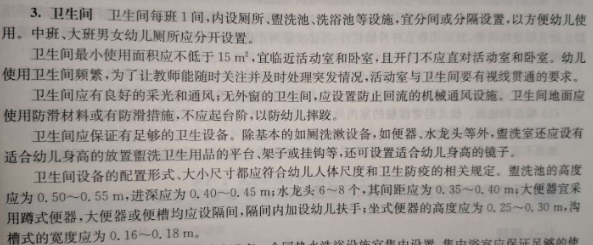 3. 卫生间　卫生间每班1间,内设厕所、盥洗池、洗浴池等设施,宜分间或分隔设置,以方便幼儿使
用。中班、大班男女幼儿厕所应分开设置。
卫生间最小使用面积应不低于 15 m²,宜临近活动室和卧室,且开门不应直对活动室和卧室。幼儿
使用卫生间频繁,为了让教师能随时关注并及时处理突发情况,活动室与卫生间要有视线贯通的要求。
卫生间应有良好的采光和通风;无外窗的卫生间,应设置防止回流的机械通风设施。卫生间地面应
使用防滑材料或有防滑措施,不应起台阶,以防幼儿摔跤。
卫生间应保证有足够的卫生设备。除基本的如厕洗漱设备,如便器、水龙头等外,盥洗室还应设有
适合幼儿身高的放置盥洗卫生用品的平台、架子或挂钩等,还可设置适合幼儿身高的镜子。
卫生间设备的配置形式、大小尺寸都应符合幼儿人体尺度和卫生防疫的相关规定。盥洗池的高度
应为 0.50～0.55 m,进深应为 0.40～0.45 m;水龙头 6～8 个,其间距应为 0.35～0.40 m;大便器宜采
用蹲式便器,大便器或便槽均应设隔间,隔间内加设幼儿扶手;坐式便器的高度应为 0.25～0.30 m,沟
槽式的宽度应为 0.16～0.18 m。